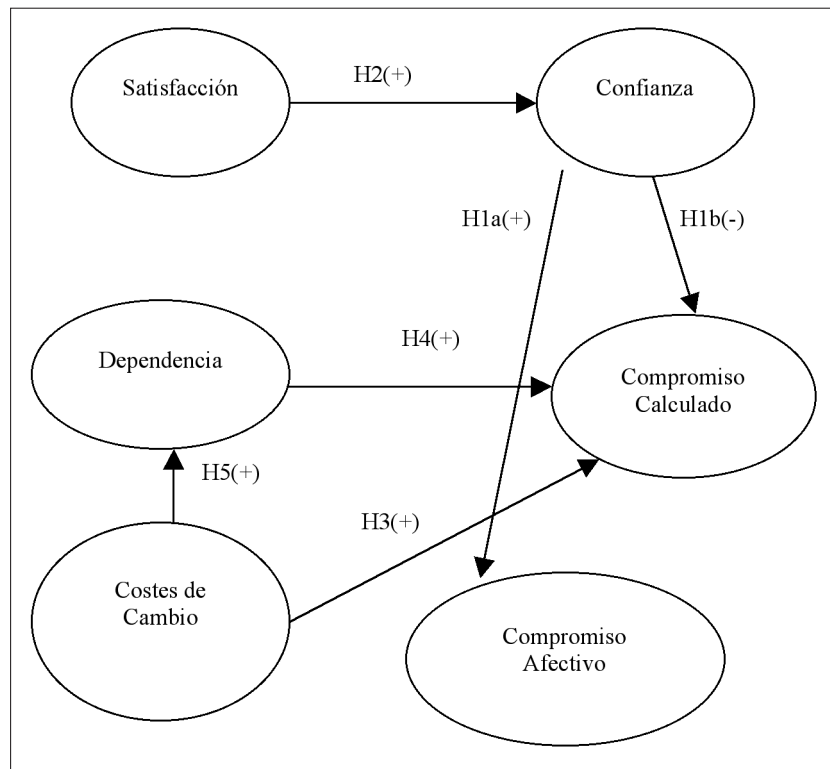 Satisfacción
H2(+)
Confianza
H1a(+)
H1b(-)
Dependencia
H4(+)
Compromiso
Calculado
H5(+)
H3(+)
Costes de
Cambio
Compromiso
Afectivo